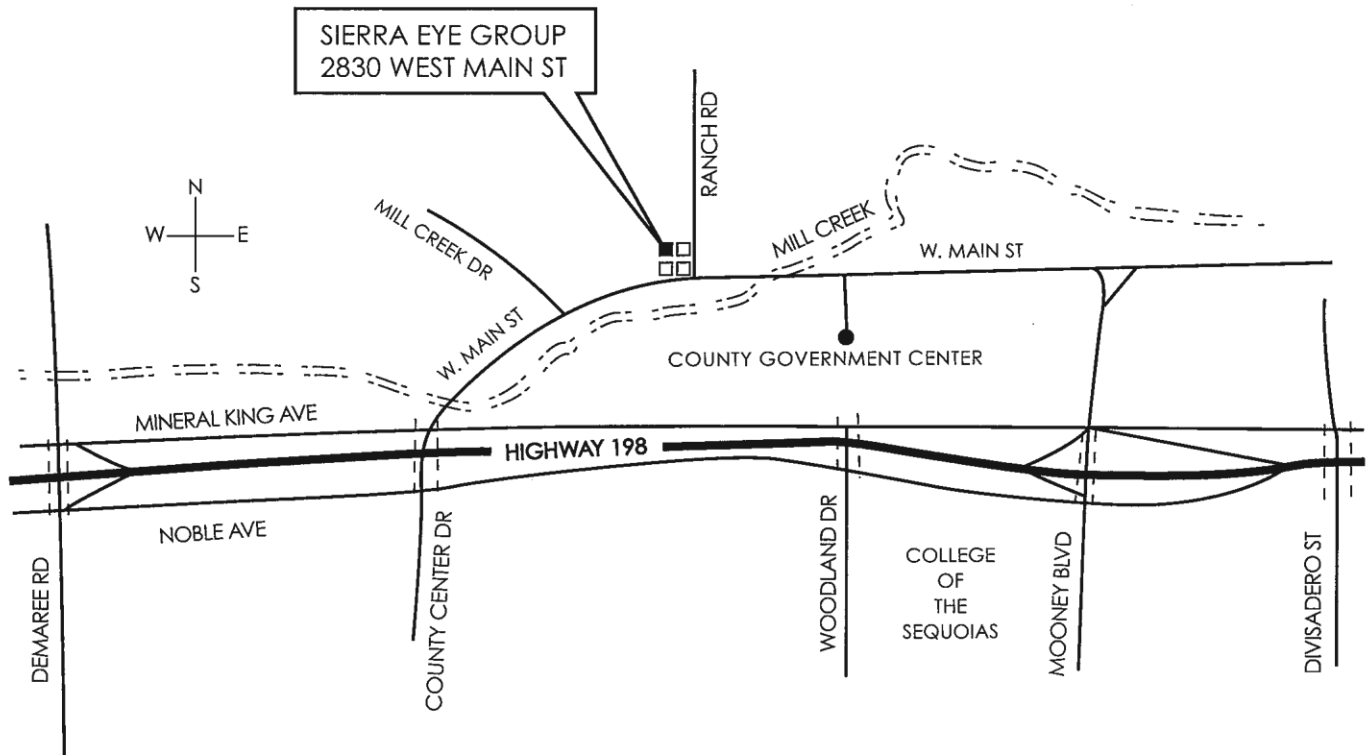 SIERRA EYE GROUP
2830 WEST MAIN ST
RANCH RD
N
W
E
S
MILL CREEK DR
MILL CREEK
W. MAIN ST
W. MAIN ST
COUNTY GOVERNMENT CENTER
MINERAL KING AVE
HIGHWAY 198
NOBLE AVE
DEMAREE RD
COUNTY CENTER DR
WOODLAND DR
COLLEGE
OF
THE
SEQUOIAS
MOONEY BLVD
DIVISADERO ST